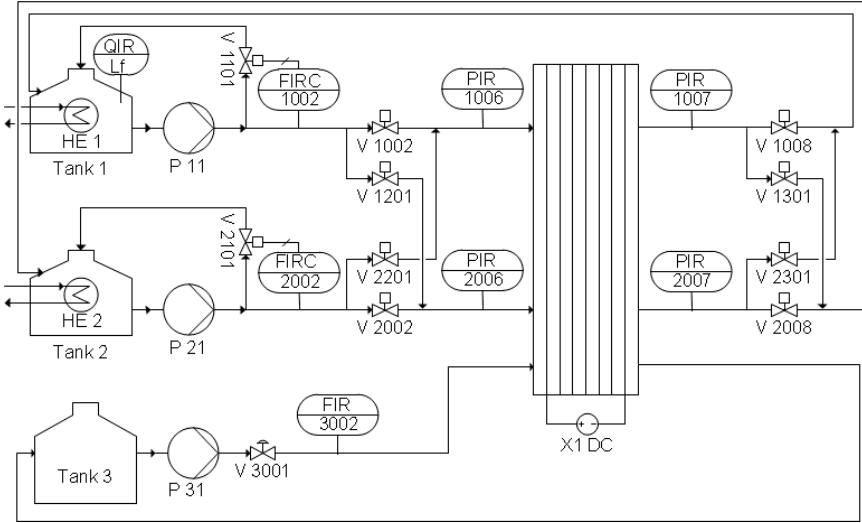 QIR
Lf
HE 1
Tank 1
P 11
V 1101
FIRC
1002
V 1002
V 1201
PIR
1006
PIR
1007
V 1008
V 1301
HE 2
Tank 2
P 21
V 2101
FIRC
2002
V 2201
V 2002
PIR
2006
PIR
2007
V 2301
V 2008
Tank 3
P 31
V 3001
FIR
3002
+ -
X1 DC